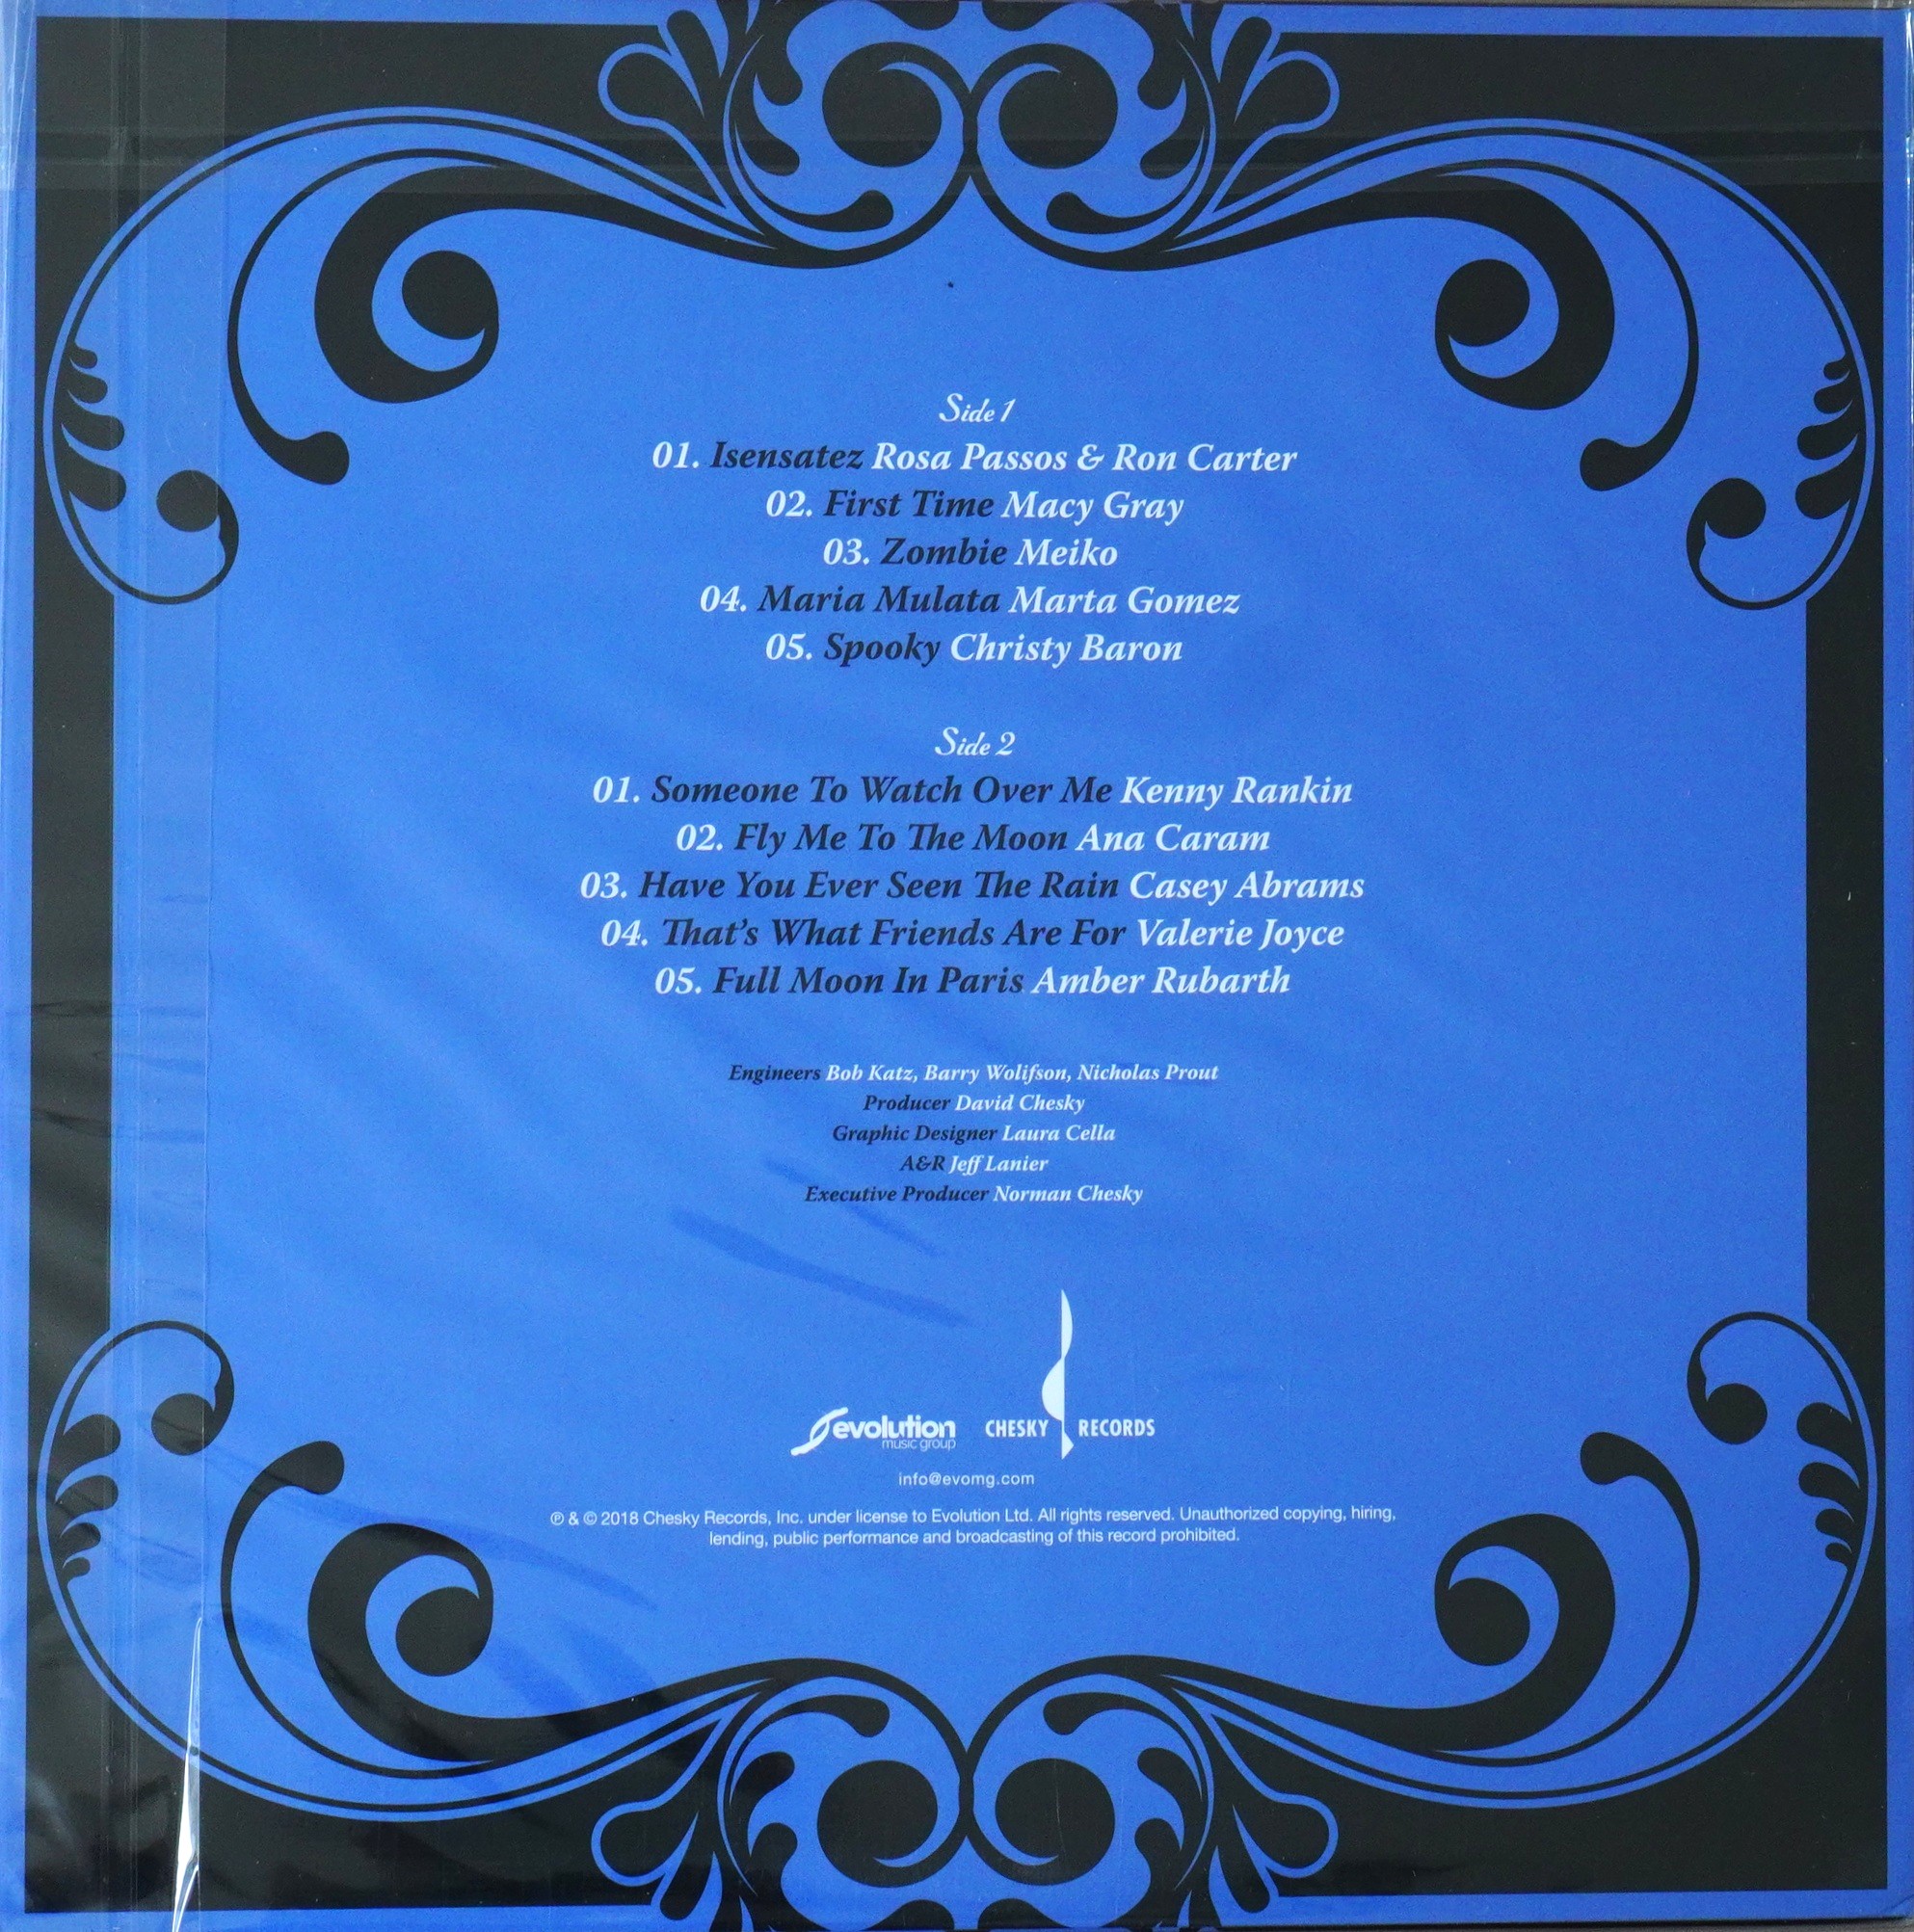 Side 1
01. Isensatez Rosa Passos & Ron Carter
02. First Time Macy Gray
03. Zombie Meiko
04. Maria Mulata Marta Gomez
05. Spooky Christy Baron
Side 2
01. Someone To Watch Over Me Kenny Rankin
02. Fly Me To The Moon Ana Caram
03. Have You Ever Seen The Rain Casey Abrams
04. That's What Friends Are For Valerie Joyce
05. Full Moon In Paris Amber Rubarth
Engineers Bob Katz, Barry Wolifson, Nicholas Prout
Producer David Chesky
Graphic Designer Laura Cella
A&R Jeff Lanier
Executive Producer Norman Chesky
evolution
music group
CHESKY RECORDS
info@evomg.com
℗ & © 2018 Chesky Records, Inc. under license to Evolution Ltd. All rights reserved. Unauthorized copying, hiring,
lending, public performance and broadcasting of this record prohibited.